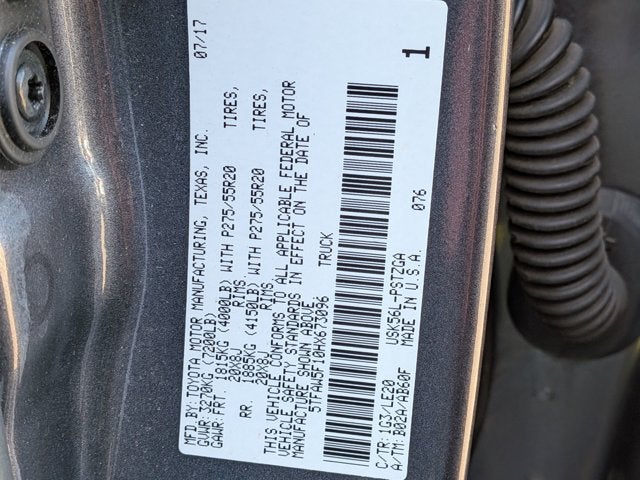 MFD. BY: TOYOTA MOTOR MANUFACTURING, TEXAS, INC. 07/17
GVWR: 3270KG (7200LB)
GAWR: FRT. 1815KG (4000LB) WITH P275/55R20 TIRES,
20X8J RIMS
RR. 1885KG (4150LB) WITH P275/55R20 TIRES,
20X8J RIMS
THIS VEHICLE CONFORMS TO ALL APPLICABLE FEDERAL MOTOR
VEHICLE SAFETY STANDARDS IN EFFECT ON THE DATE OF
MANUFACTURE SHOWN ABOVE.
5TFAW5F10HX673096 TRUCK
C/TR: 1G3/LE20 USK56L-PSTZGA 076
A/TM: B02A/AB60F MADE IN U.S.A. 1